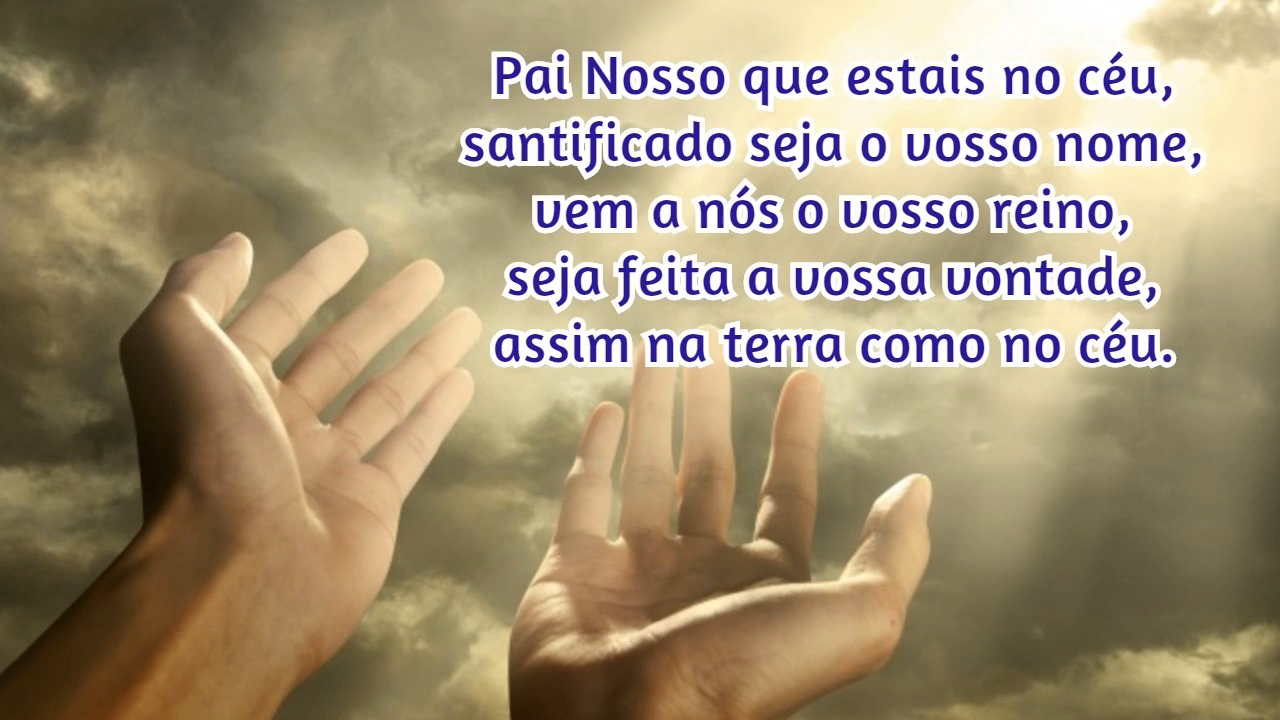 Pai Nosso que estais no céu,
santificado seja o vosso nome,
vem a nós o vosso reino,
seja feita a vossa vontade,
assim na terra como no céu.